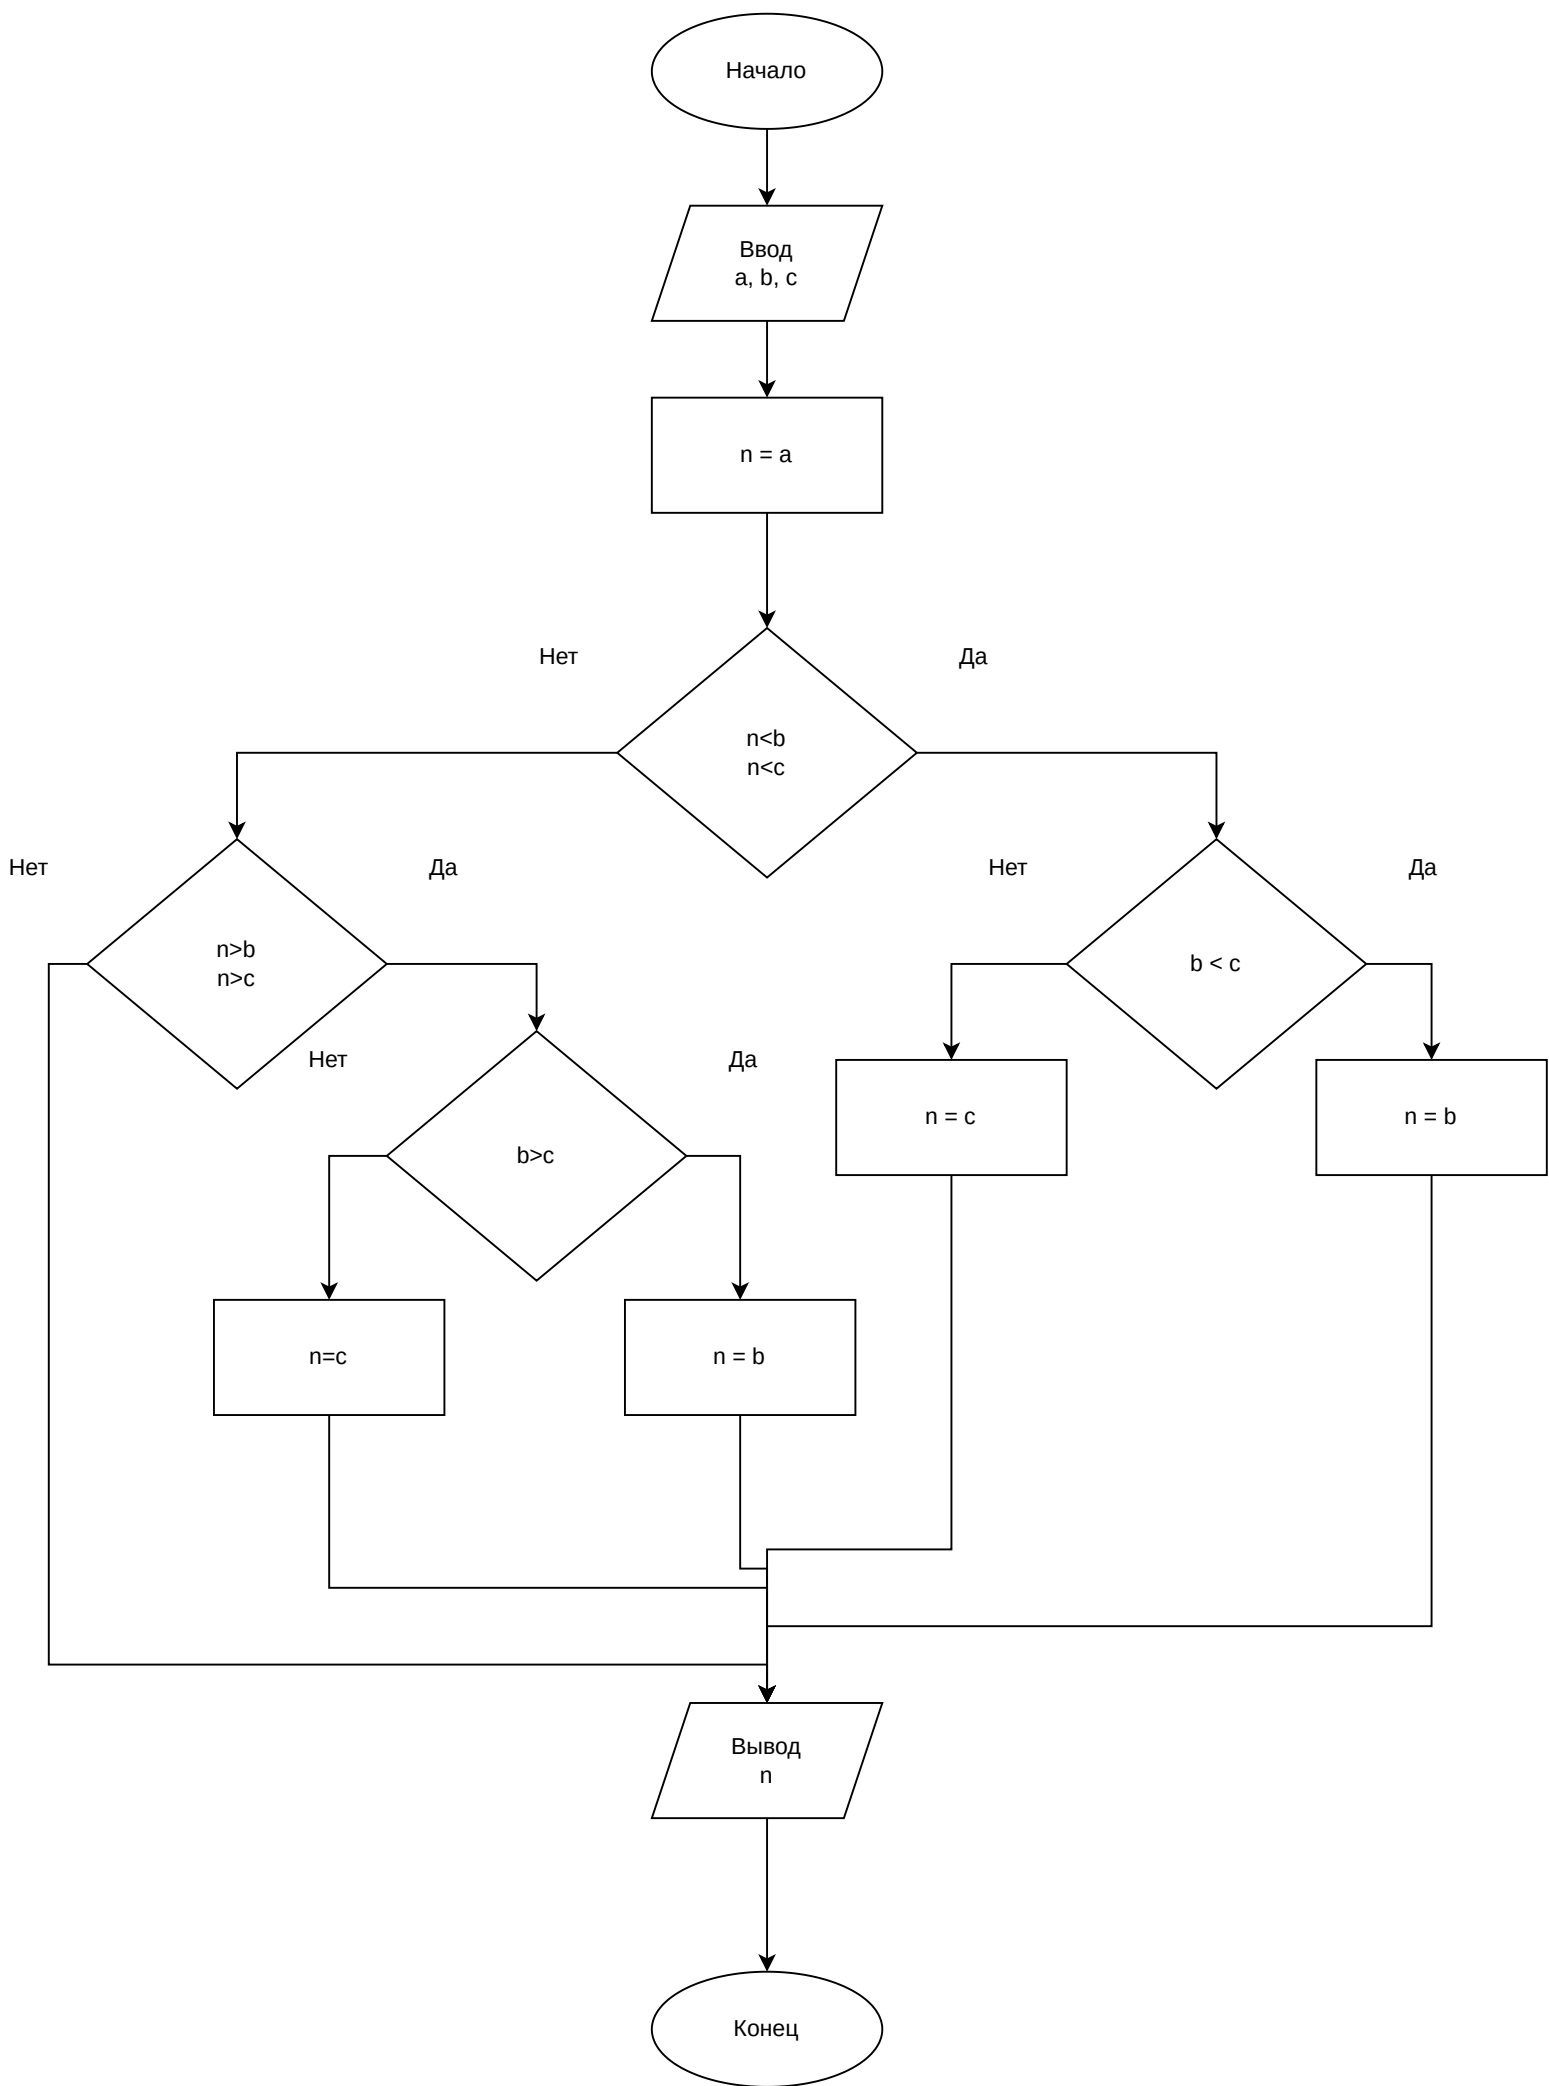 Начало
Ввод
a, b, c
n = a
Нет
Да
n<b
n<c
Нет
Да
Нет
Да
n>b
n>c
b < c
Нет
Да
n = c
n = b
b>c
n=c
n = b
Вывод
n
Конец